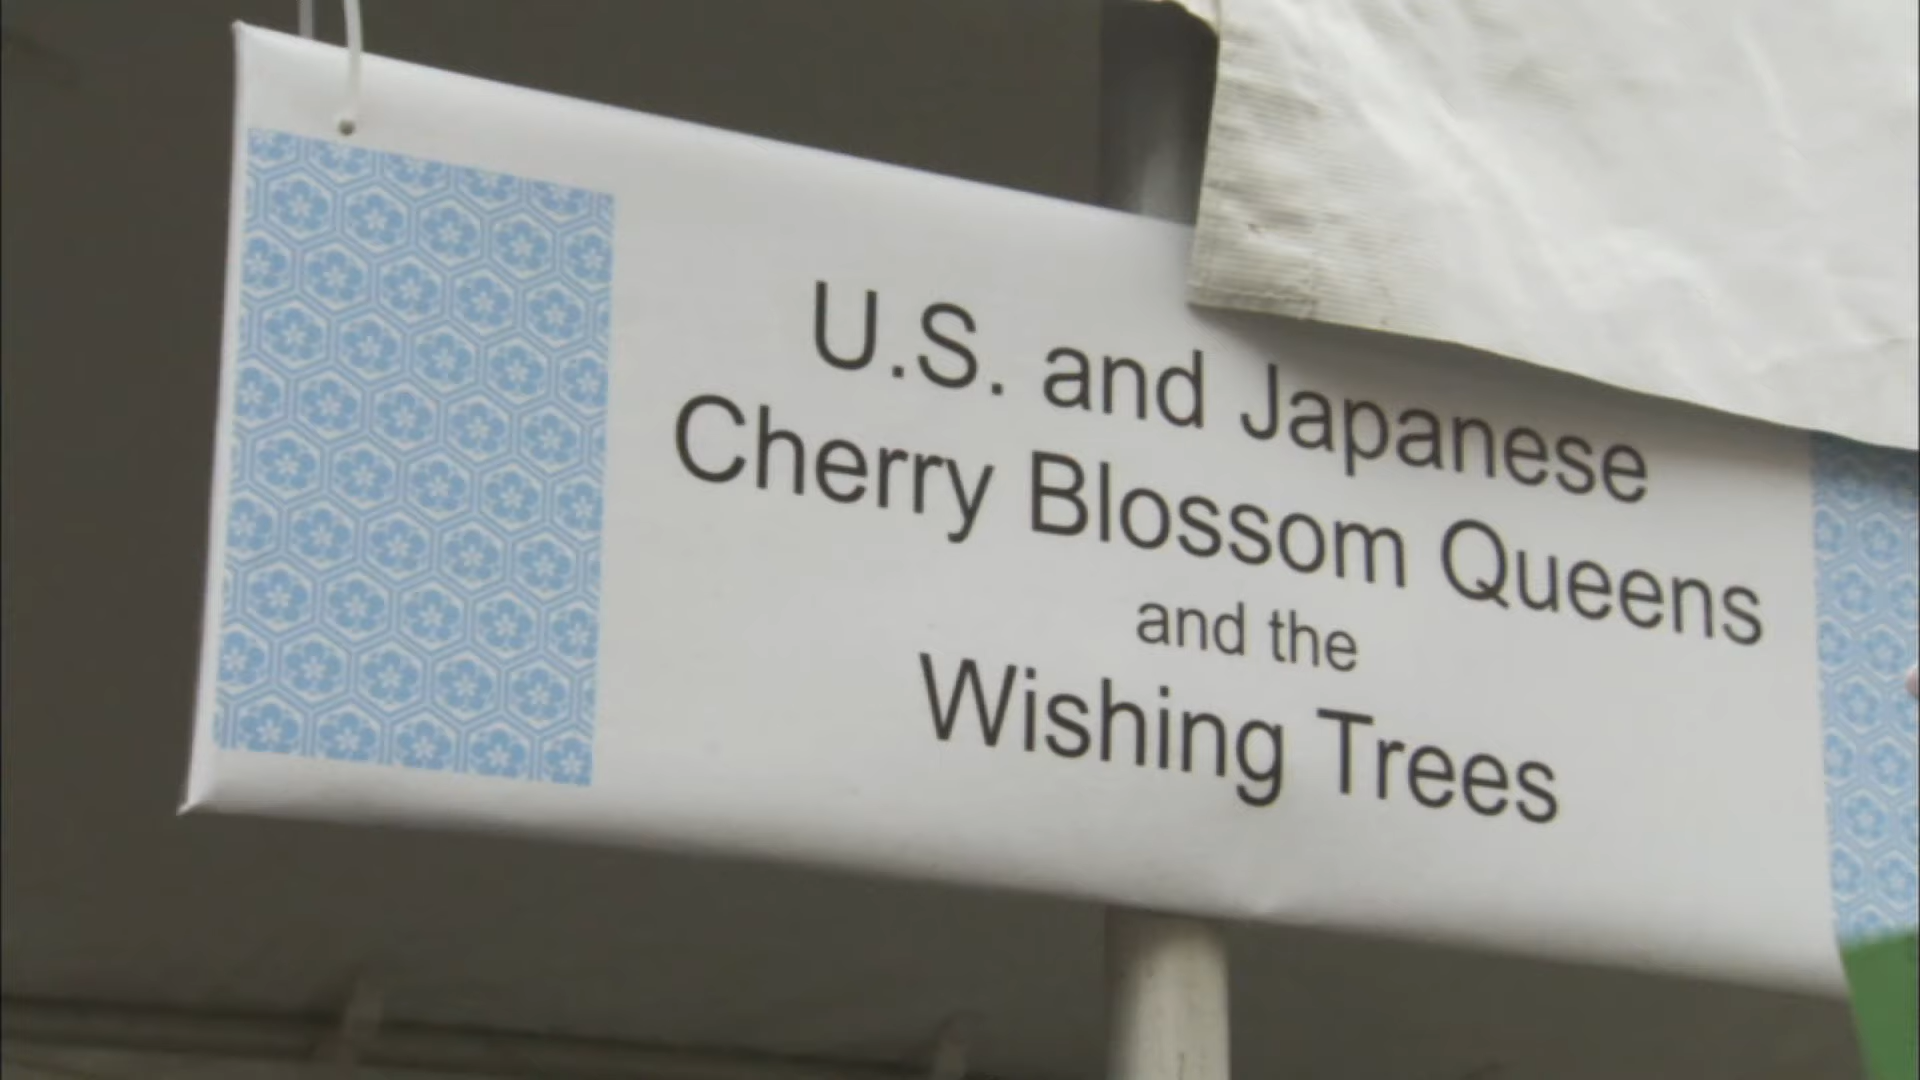 U.S. and Japanese
Cherry Blossom Queens
and the
Wishing Trees